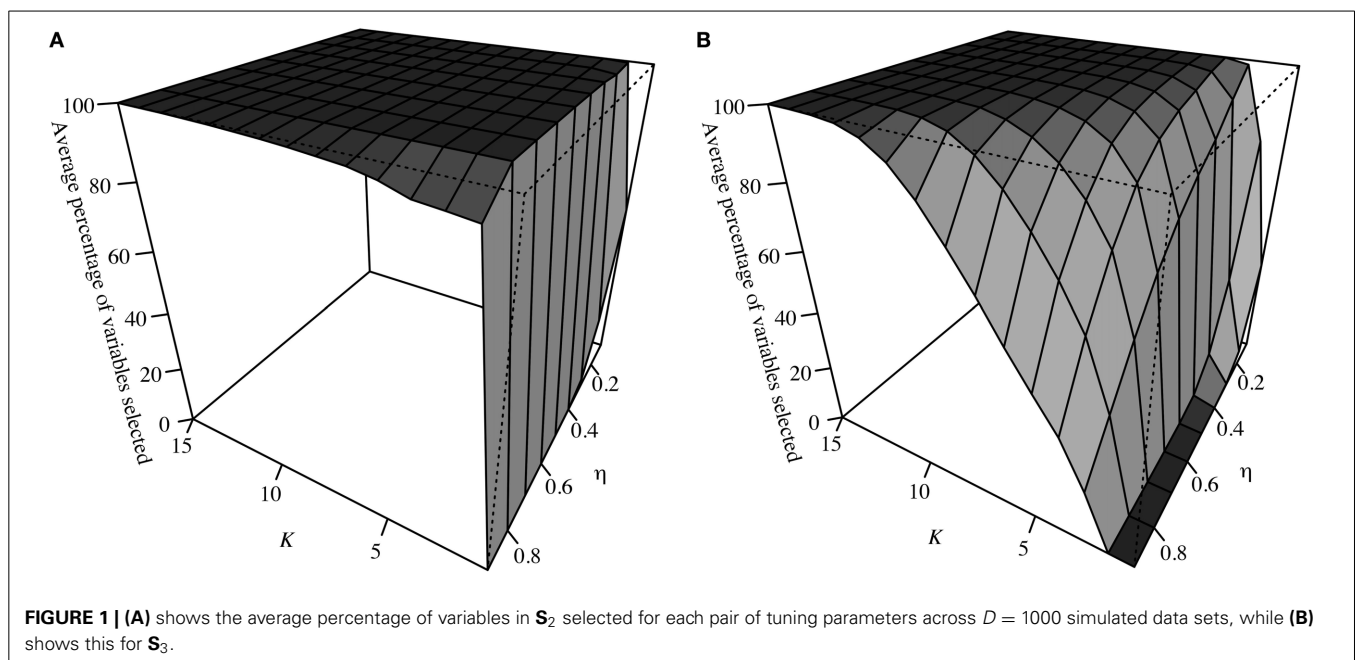 A
100
80
60
40
20
0
Average percentage of variables selected
15
10
5
K
0.2
0.4
0.6
0.8
η
B
100
80
60
40
20
0
Average percentage of variables selected
15
10
5
K
0.2
0.4
0.6
0.8
η
FIGURE 1 | (A) shows the average percentage of variables in S₂ selected for each pair of tuning parameters across D = 1000 simulated data sets, while (B)
shows this for S₃.